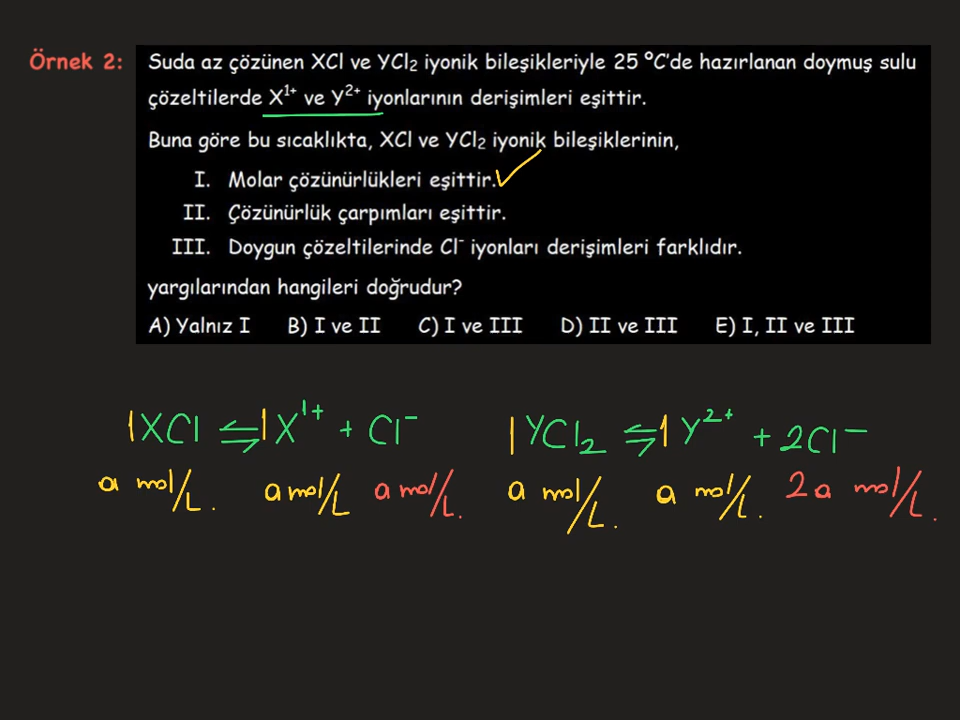 Örnek 2:
Suda az çözünen XCl ve YCl₂ iyonik bileşikleriyle 25 ºC'de hazırlanan doymuş sulu
çözeltilerde X¹⁺ ve Y²⁺ iyonlarının derişimleri eşittir.
Buna göre bu sıcaklıkta, XCl ve YCl₂ iyonik bileşiklerinin,
I. Molar çözünürlükleri eşittir. ✓
II. Çözünürlük çarpımları eşittir.
III. Doygun çözeltilerinde Cl⁻ iyonları derişimleri farklıdır.
yargılarından hangileri doğrudur?
A) Yalnız I B) I ve II C) I ve III D) II ve III E) I, II ve III
1XCl ⇌ 1X¹⁺ + Cl⁻ 1YCl₂ ⇌ 1Y²⁺ + 2Cl⁻
a mol/L. a mol/L a mol/L. a mol/L. a mol/L. 2a mol/L.